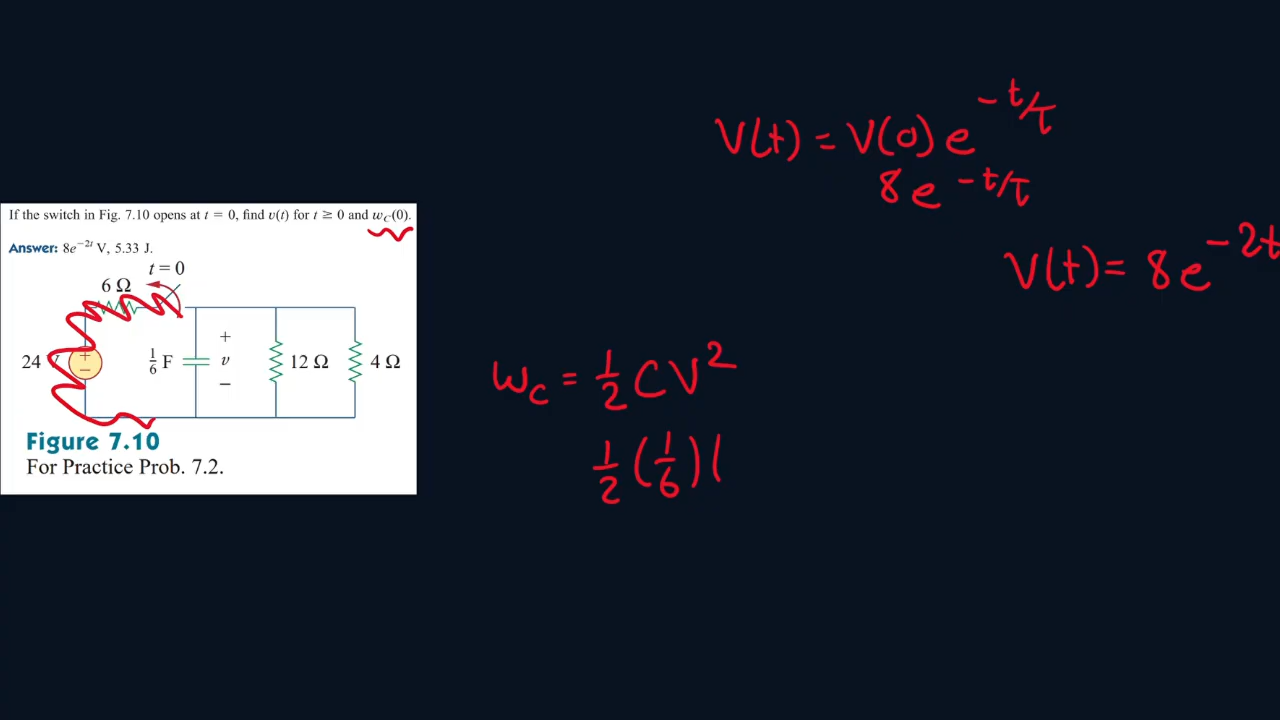 V(t) = V(0) e^{-t/τ}
8 e^{-t/τ}
If the switch in Fig. 7.10 opens at t = 0, find v(t) for t ≥ 0 and w_C(0).
Answer: 8e^{-2t} V, 5.33 J.
V(t) = 8 e^{-2t}
t = 0
6 Ω
24
+
-
1/6 F
+
v
-
12 Ω
4 Ω
w_C = 1/2 C V^2
1/2 (1/6) (
Figure 7.10
For Practice Prob. 7.2.